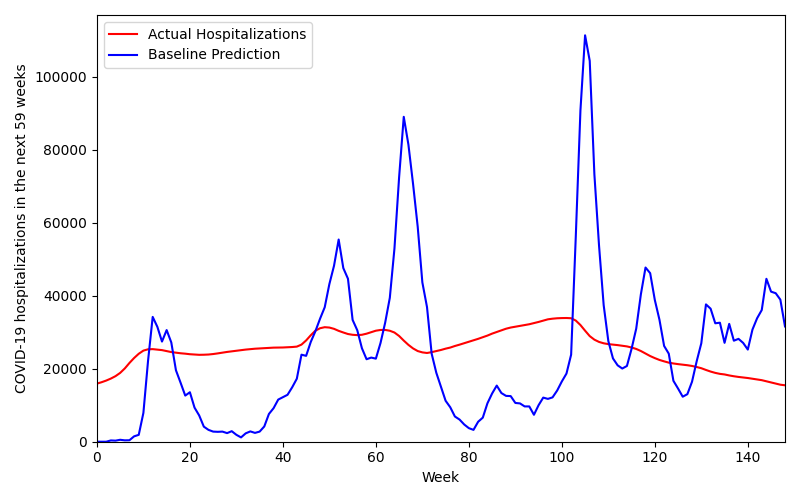 Actual Hospitalizations
Baseline Prediction
COVID-19 hospitalizations in the next 59 weeks
100000
80000
60000
40000
20000
0
0 20 40 60 80 100 120 140
Week